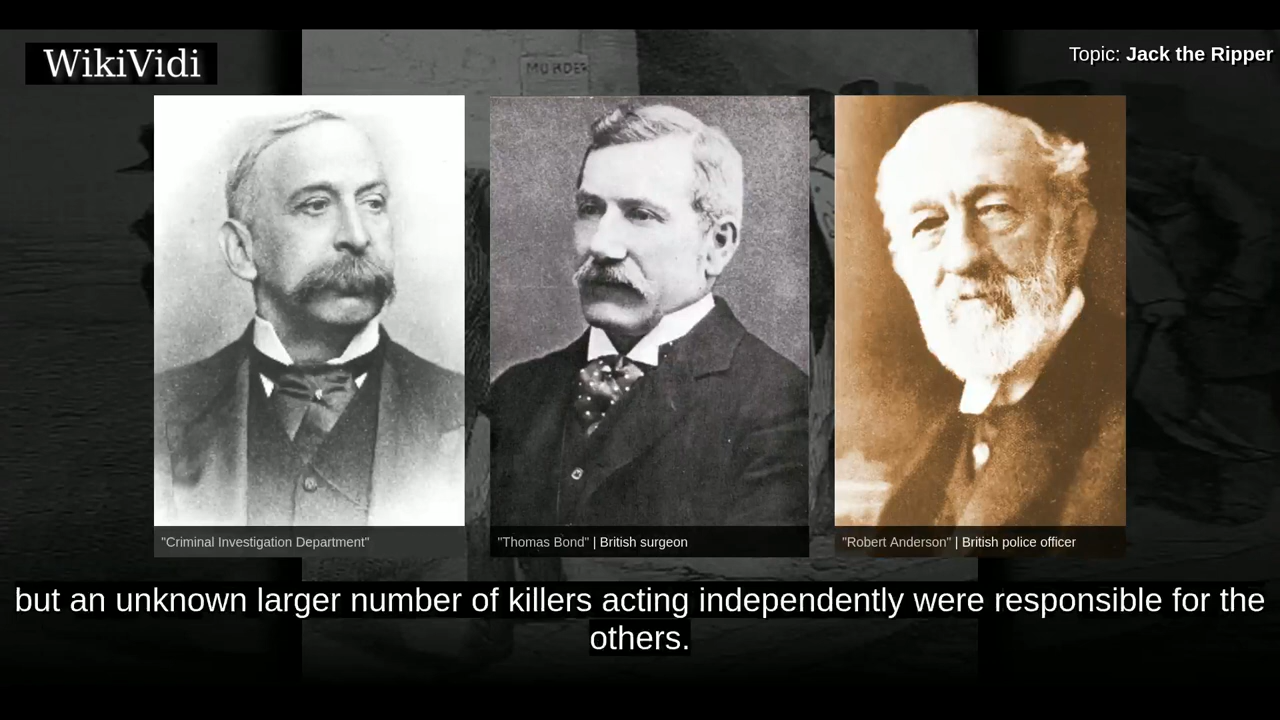 WikiVidi
Topic: Jack the Ripper
MURDER
"Criminal Investigation Department"
"Thomas Bond" | British surgeon
"Robert Anderson" | British police officer
but an unknown larger number of killers acting independently were responsible for the
others.